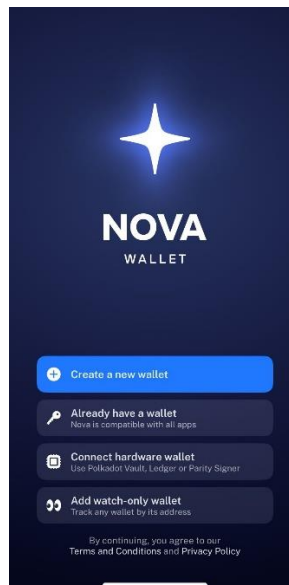 NOVA
WALLET
Create a new wallet
Already have a wallet
Nova is compatible with all apps
Connect hardware wallet
Use Polkadot Vault, Ledger or Parity Signer
Add watch-only wallet
Track any wallet by its address
By continuing, you agree to our
Terms and Conditions and Privacy Policy